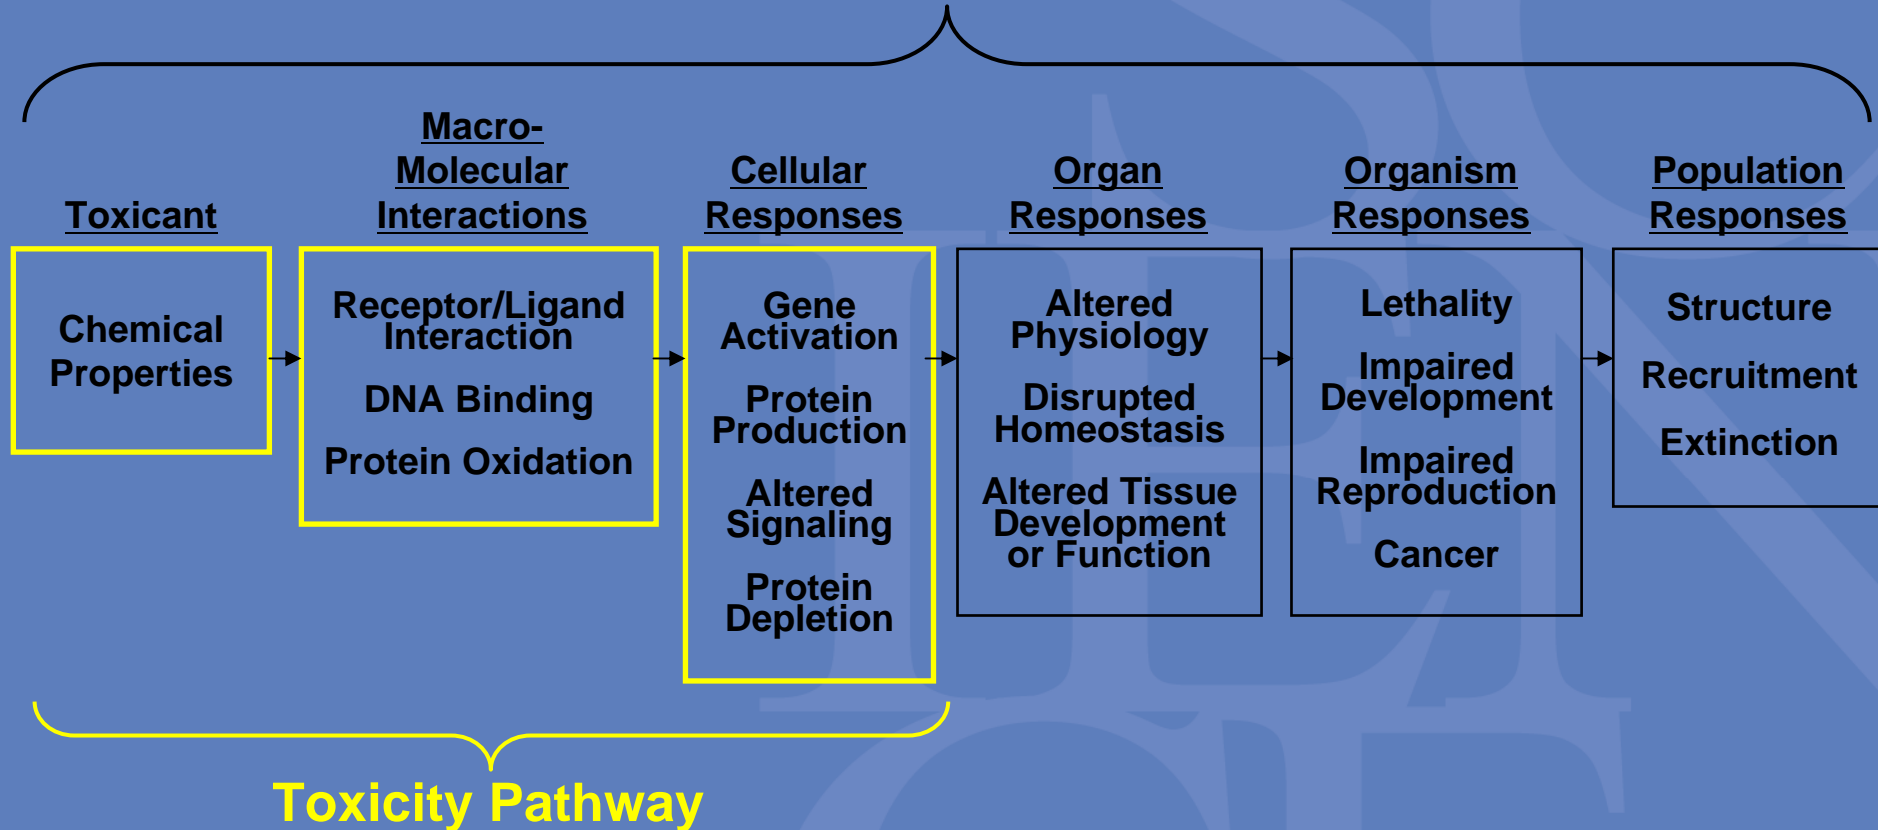 Toxicant
Macro-
Molecular
Interactions
Cellular
Responses
Organ
Responses
Organism
Responses
Population
Responses
Chemical
Properties
Receptor/Ligand
Interaction
DNA Binding
Protein Oxidation
Gene
Activation
Protein
Production
Altered
Signaling
Protein
Depletion
Altered
Physiology
Disrupted
Homeostasis
Altered Tissue
Development
or Function
Lethality
Impaired
Development
Impaired
Reproduction
Cancer
Structure
Recruitment
Extinction
Toxicity Pathway